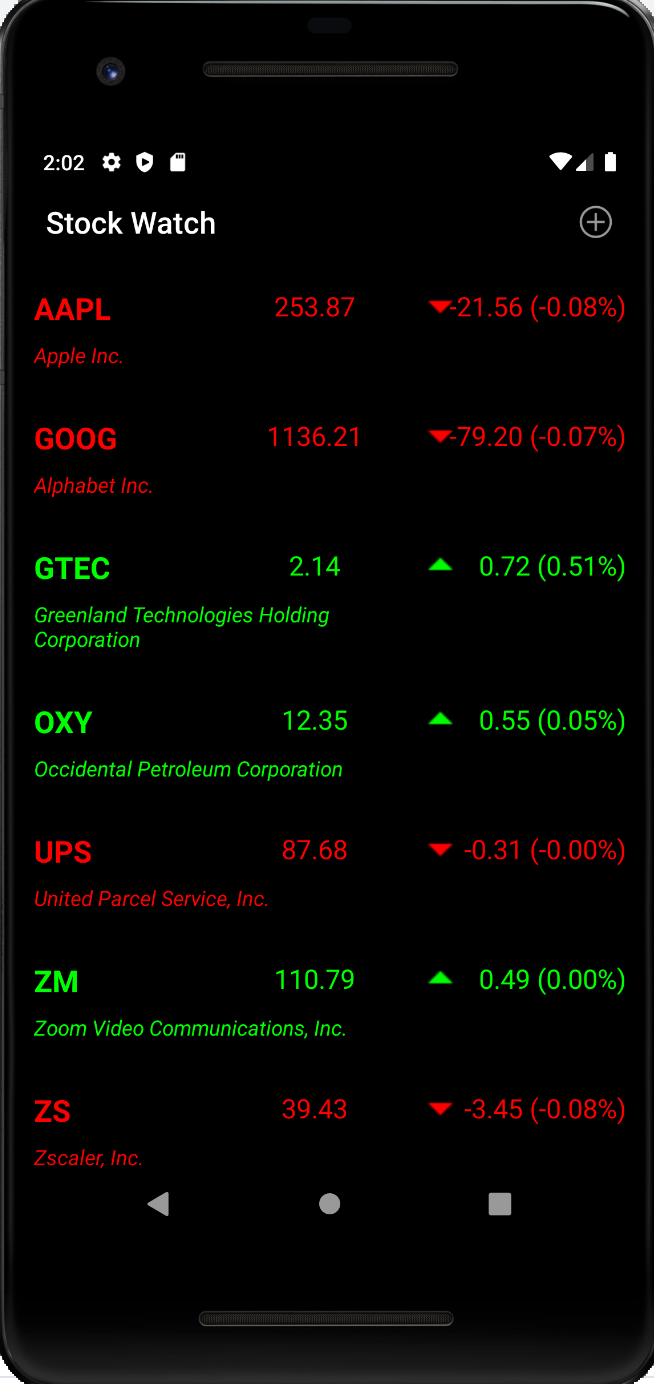 2:02
Stock Watch
AAPL 253.87 -21.56 (-0.08%)
Apple Inc.
GOOG 1136.21 -79.20 (-0.07%)
Alphabet Inc.
GTEC 2.14 0.72 (0.51%)
Greenland Technologies Holding
Corporation
OXY 12.35 0.55 (0.05%)
Occidental Petroleum Corporation
UPS 87.68 -0.31 (-0.00%)
United Parcel Service, Inc.
ZM 110.79 0.49 (0.00%)
Zoom Video Communications, Inc.
ZS 39.43 -3.45 (-0.08%)
Zscaler, Inc.